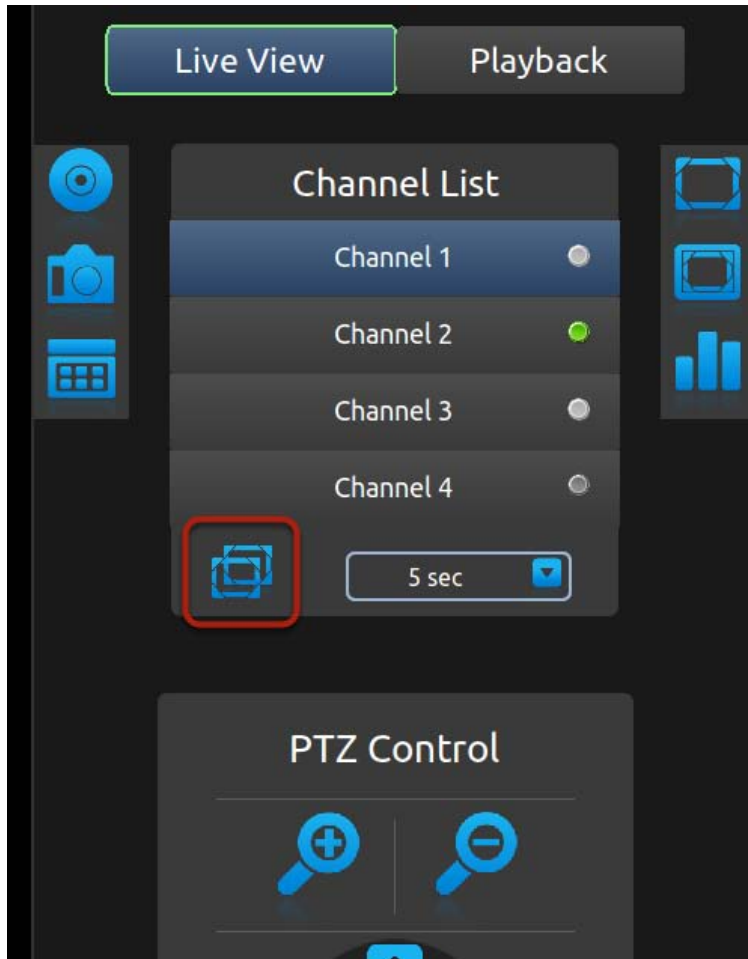 Live View
Playback
Channel List
Channel 1
Channel 2
Channel 3
Channel 4
5 sec
PTZ Control